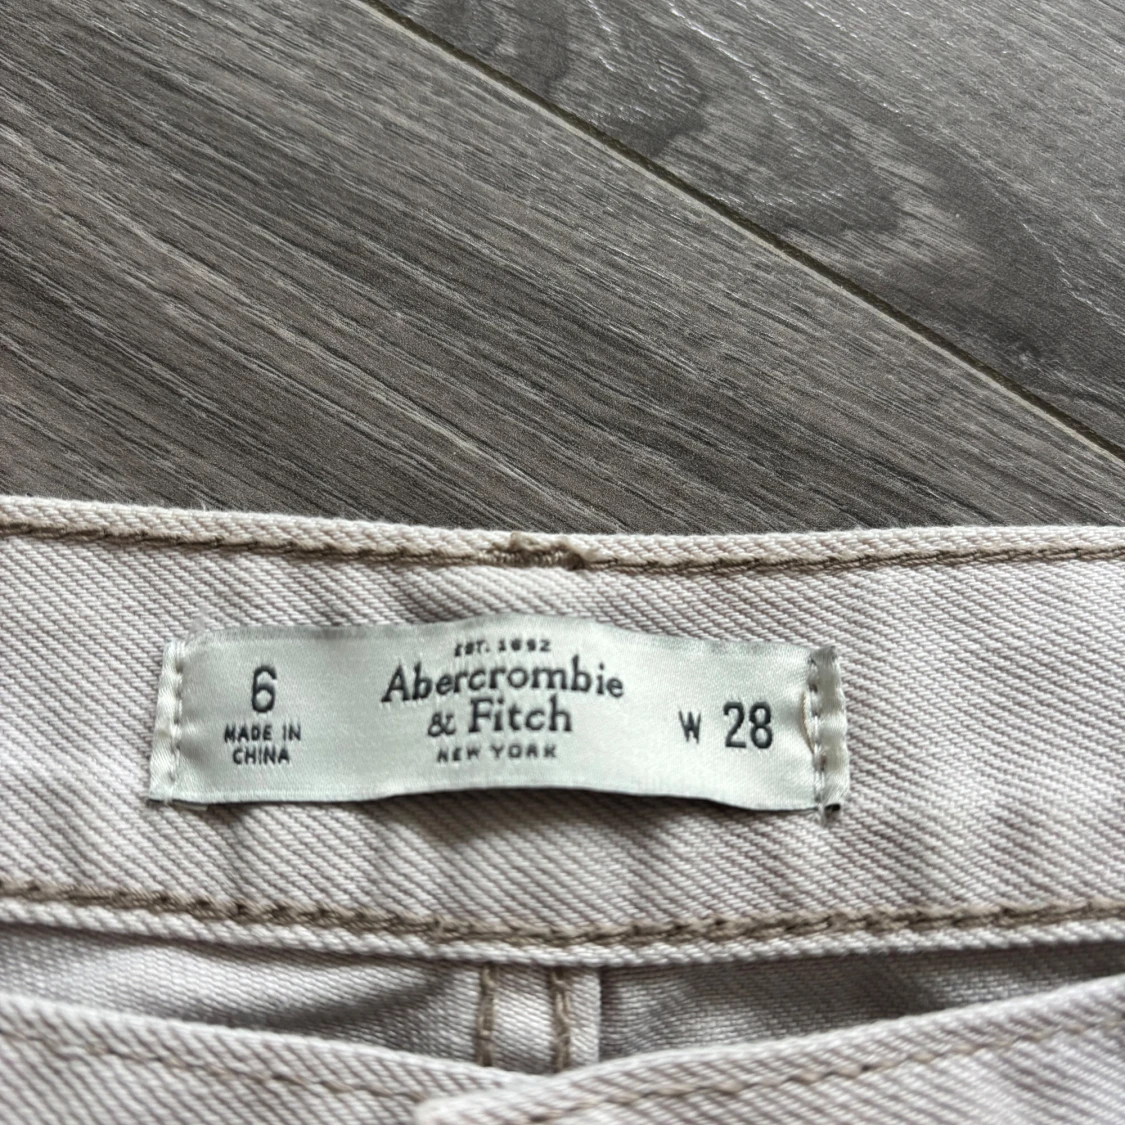 6
MADE IN
CHINA
EST. 1892
Abercrombie
& Fitch
NEW YORK
W 28